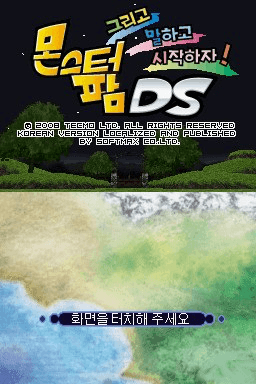 그리고
말하고
시작하자!
몬스터
팜 DS
© 2008 TECMO LTD. ALL RIGHTS RESERVED
KOREAN VERSION LOCALIZED AND PUBLISHED
BY SOFTMAX CO.LTD.
화면을 터치해 주세요